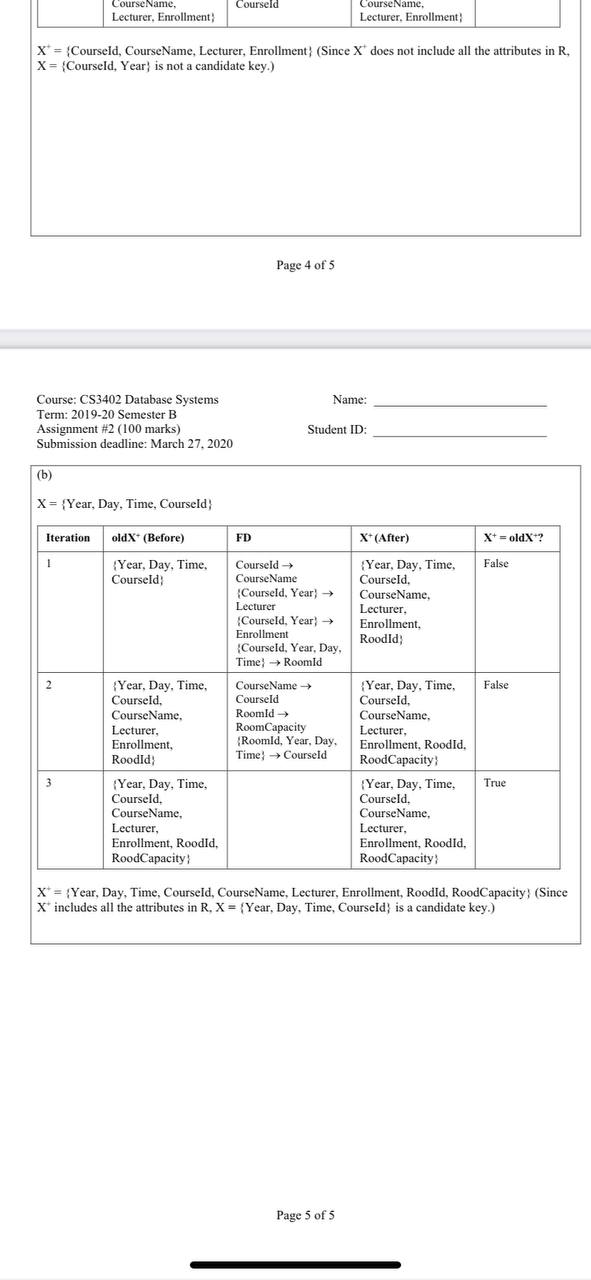 CourseName, CourseId CourseName,
Lecturer, Enrollment} Lecturer, Enrollment}
X⁺ = {CourseId, CourseName, Lecturer, Enrollment} (Since X⁺ does not include all the attributes in R,
X = {CourseId, Year} is not a candidate key.)
Page 4 of 5
Course: CS3402 Database Systems Name:
Term: 2019-20 Semester B
Assignment #2 (100 marks) Student ID:
Submission deadline: March 27, 2020
(b)
X = {Year, Day, Time, CourseId}
Iteration oldX⁺ (Before) FD X⁺ (After) X⁺ = oldX⁺?
1 {Year, Day, Time, CourseId → {Year, Day, Time, False
CourseId} CourseName CourseId,
{CourseId, Year} → CourseName,
Lecturer Lecturer,
{CourseId, Year} → Enrollment,
Enrollment RoodId}
{CourseId, Year, Day,
Time} → RoomId
2 {Year, Day, Time, CourseName → {Year, Day, Time, False
CourseId, CourseId CourseId,
CourseName, RoomId → CourseName,
Lecturer, RoomCapacity Lecturer,
Enrollment, {RoomId, Year, Day, Enrollment, RoodId,
RoodId} Time} → CourseId RoodCapacity}
3 {Year, Day, Time, {Year, Day, Time, True
CourseId, CourseId,
CourseName, CourseName,
Lecturer, Lecturer,
Enrollment, RoodId, Enrollment, RoodId,
RoodCapacity} RoodCapacity}
X⁺ = {Year, Day, Time, CourseId, CourseName, Lecturer, Enrollment, RoodId, RoodCapacity} (Since
X⁺ includes all the attributes in R, X = {Year, Day, Time, CourseId} is a candidate key.)
Page 5 of 5